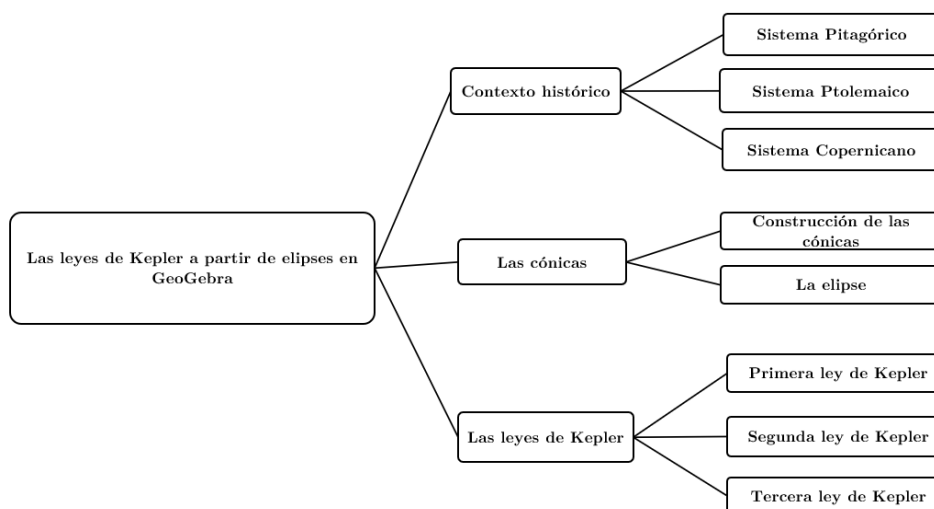 Sistema Pitagórico
Contexto histórico
Sistema Ptolemaico
Sistema Copernicano
Las leyes de Kepler a partir de elipses en
GeoGebra
Las cónicas
Construcción de las
cónicas
La elipse
Primera ley de Kepler
Las leyes de Kepler
Segunda ley de Kepler
Tercera ley de Kepler